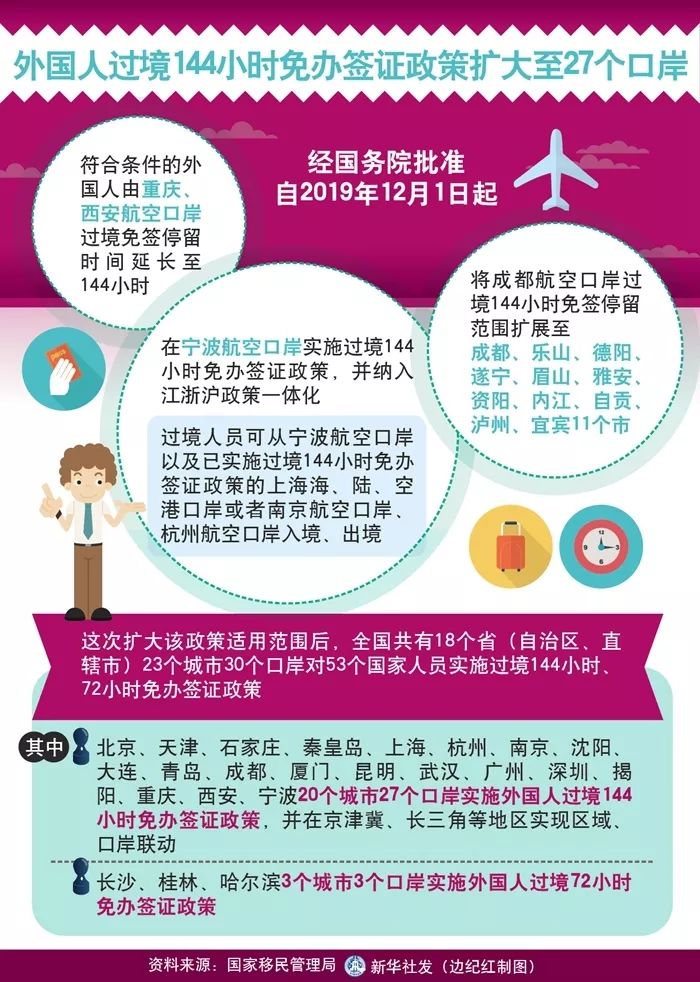 外国人过境144小时免办签证政策扩大至27个口岸
经国务院批准
自2019年12月1日起
符合条件的外
国人由重庆、
西安航空口岸
过境免签停留
时间延长至
144小时
在宁波航空口岸实施过境144
小时免办签证政策，并纳入
江浙沪政策一体化
过境人员可从宁波航空口岸
以及已实施过境144小时免办
签证政策的上海海、陆、空
港口岸或者南京航空口岸、
杭州航空口岸入境、出境
将成都航空口岸过
境144小时免签停留
范围扩展至
成都、乐山、德阳、
遂宁、眉山、雅安、
资阳、内江、自贡、
泸州、宜宾11个市
这次扩大该政策适用范围后，全国共有18个省（自治区、直
辖市）23个城市30个口岸对53个国家人员实施过境144小时、
72小时免办签证政策
其中
北京、天津、石家庄、秦皇岛、上海、杭州、南京、沈阳、
大连、青岛、成都、厦门、昆明、武汉、广州、深圳、揭
阳、重庆、西安、宁波20个城市27个口岸实施外国人过境144
小时免办签证政策，并在京津冀、长三角等地区实现区域、
口岸联动
长沙、桂林、哈尔滨3个城市3个口岸实施外国人过境72小时
免办签证政策
资料来源：国家移民管理局 新华社发（边纪红制图）